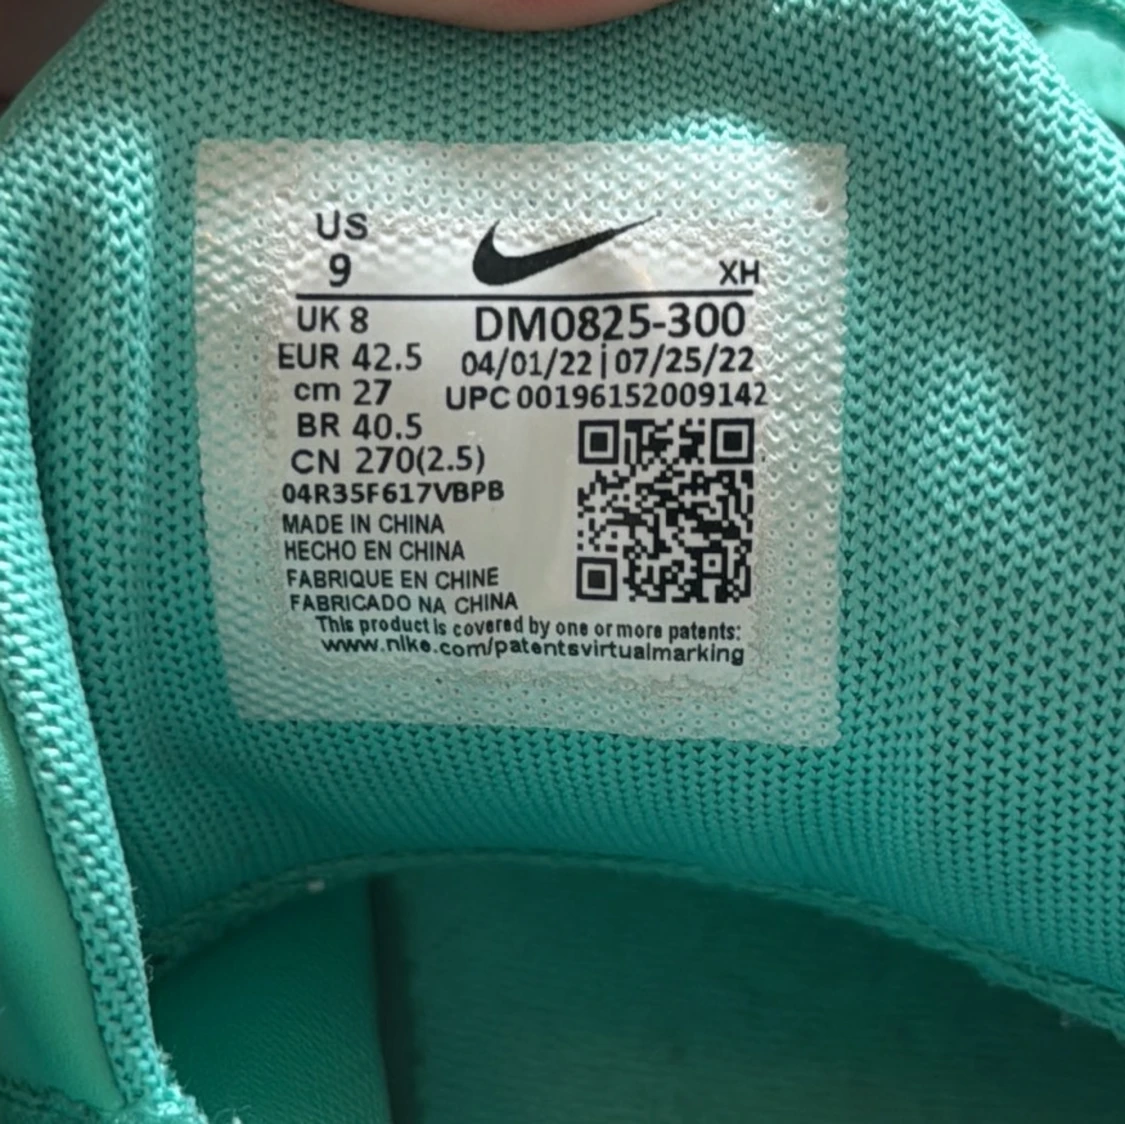 US
9
XH
UK 8
DM0825-300
EUR 42.5
04/01/22 | 07/25/22
cm 27
UPC 00196152009142
BR 40.5
CN 270(2.5)
04R35F617VBPB
MADE IN CHINA
HECHO EN CHINA
FABRIQUE EN CHINE
FABRICADO NA CHINA
This product is covered by one or more patents:
www.nike.com/patentsvirtualmarking